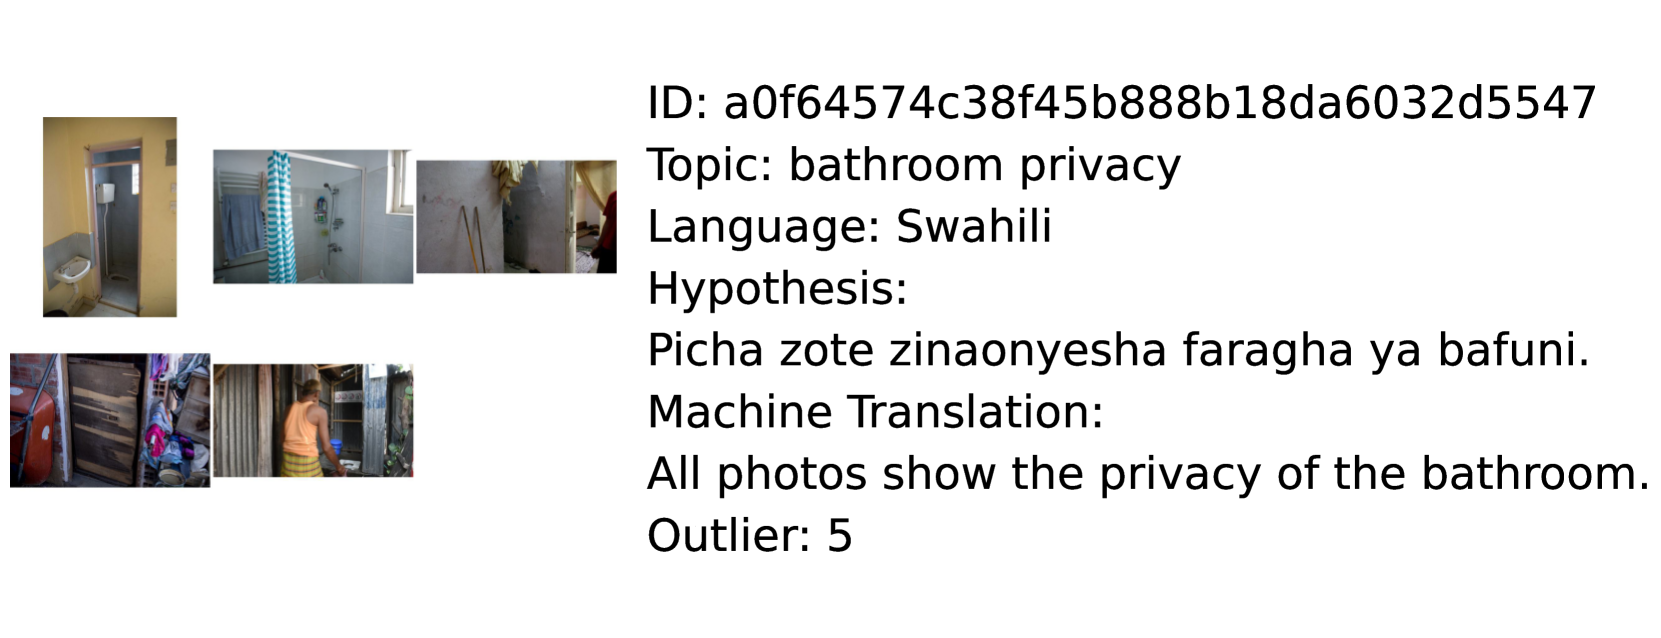 ID: a0f64574c38f45b888b18da6032d5547
Topic: bathroom privacy
Language: Swahili
Hypothesis:
Picha zote zinaonyesha faragha ya bafuni.
Machine Translation:
All photos show the privacy of the bathroom.
Outlier: 5